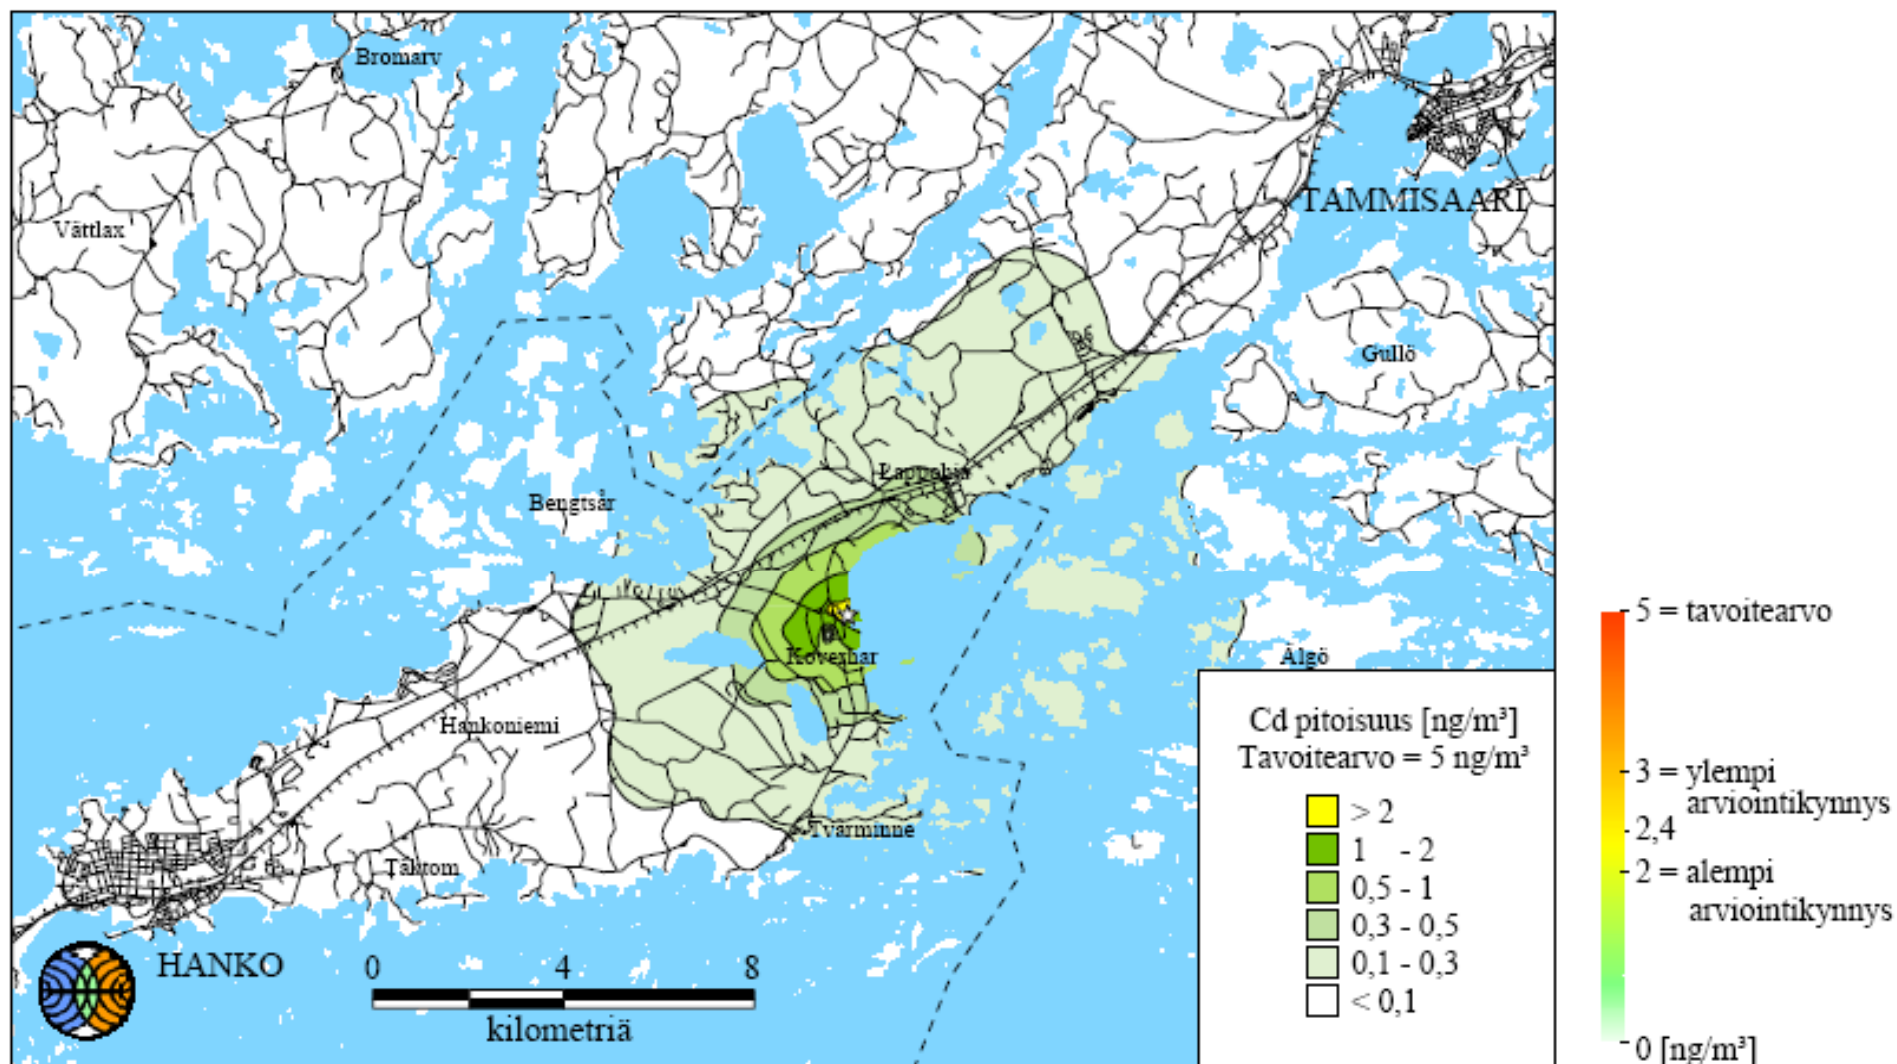 Bromarv
TAMMISAARI
Vättlax
Gullö
Lappohja
Bengtsår
Koverhar
Älgö
Hankoniemi
Tvärminne
Täktom
HANKO
0 4 8
kilometriä
Cd pitoisuus [ng/m³]
Tavoitearvo = 5 ng/m³
> 2
1 - 2
0,5 - 1
0,3 - 0,5
0,1 - 0,3
< 0,1
5 = tavoitearvo
3 = ylempi
arviointikynnys
2,4
2 = alempi
arviointikynnys
0 [ng/m³]